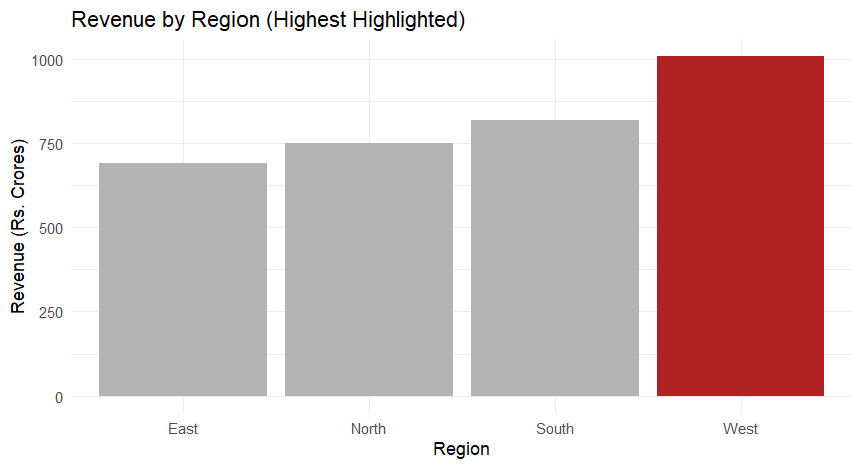 Revenue by Region (Highest Highlighted)
Revenue (Rs. Crores)
1000
750
500
250
0
East North South West
Region